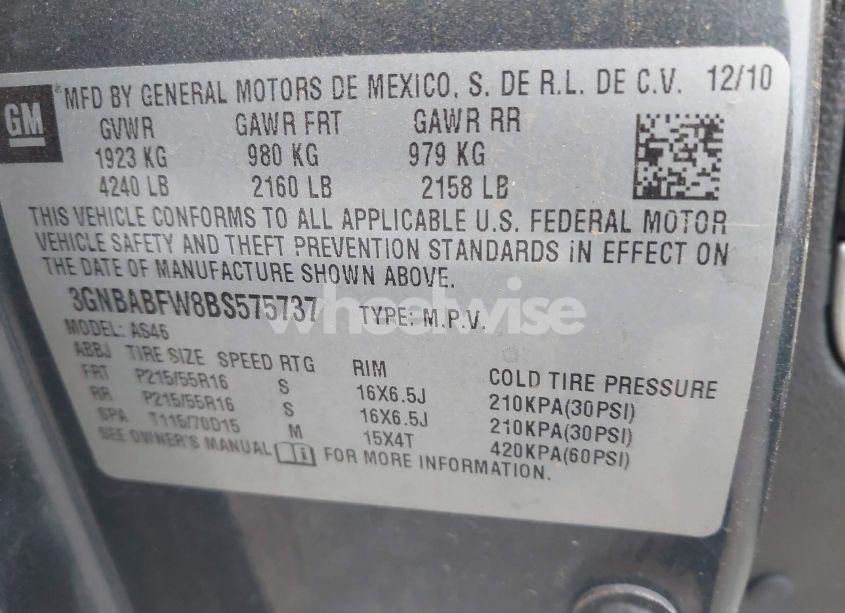 GM
® MFD BY GENERAL MOTORS DE MEXICO, S. DE R.L. DE C.V. 12/10
GVWR GAWR FRT GAWR RR
1923 KG 980 KG 979 KG
4240 LB 2160 LB 2158 LB
THIS VEHICLE CONFORMS TO ALL APPLICABLE U.S. FEDERAL MOTOR
VEHICLE SAFETY AND THEFT PREVENTION STANDARDS IN EFFECT ON
THE DATE OF MANUFACTURE SHOWN ABOVE.
3GNBABFW8BS575737 TYPE: M.P.V.
wheelwise
MODEL: AS46
ABBJ TIRE SIZE SPEED RTG RIM COLD TIRE PRESSURE
FRT P215/55R16 S 16X6.5J 210KPA(30PSI)
RR P215/55R16 S 16X6.5J 210KPA(30PSI)
SPA T115/70D15 M 15X4T 420KPA(60PSI)
SEE OWNER'S MANUAL FOR MORE INFORMATION.